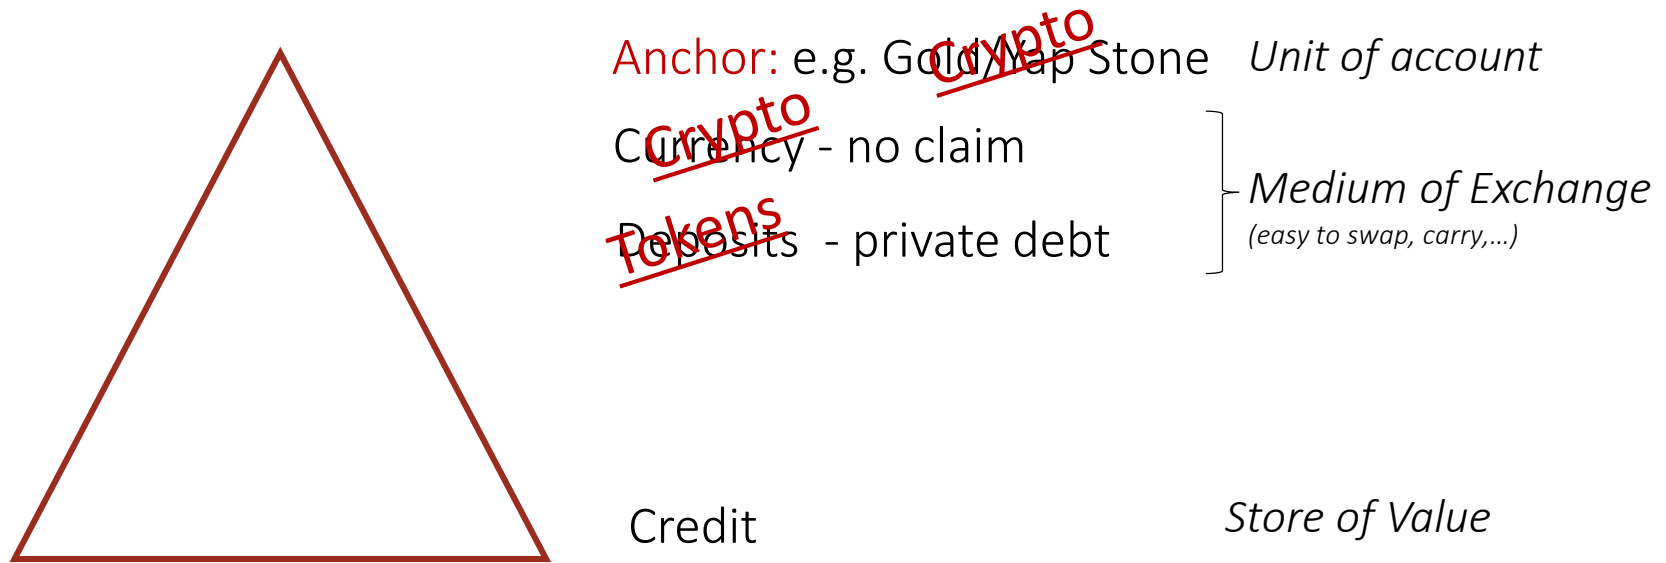 Anchor: e.g. Gold/Yap Stone
Crypto
Unit of account
Currency - no claim
Crypto
Deposits - private debt
Tokens
Medium of Exchange
(easy to swap, carry,...)
Credit
Store of Value